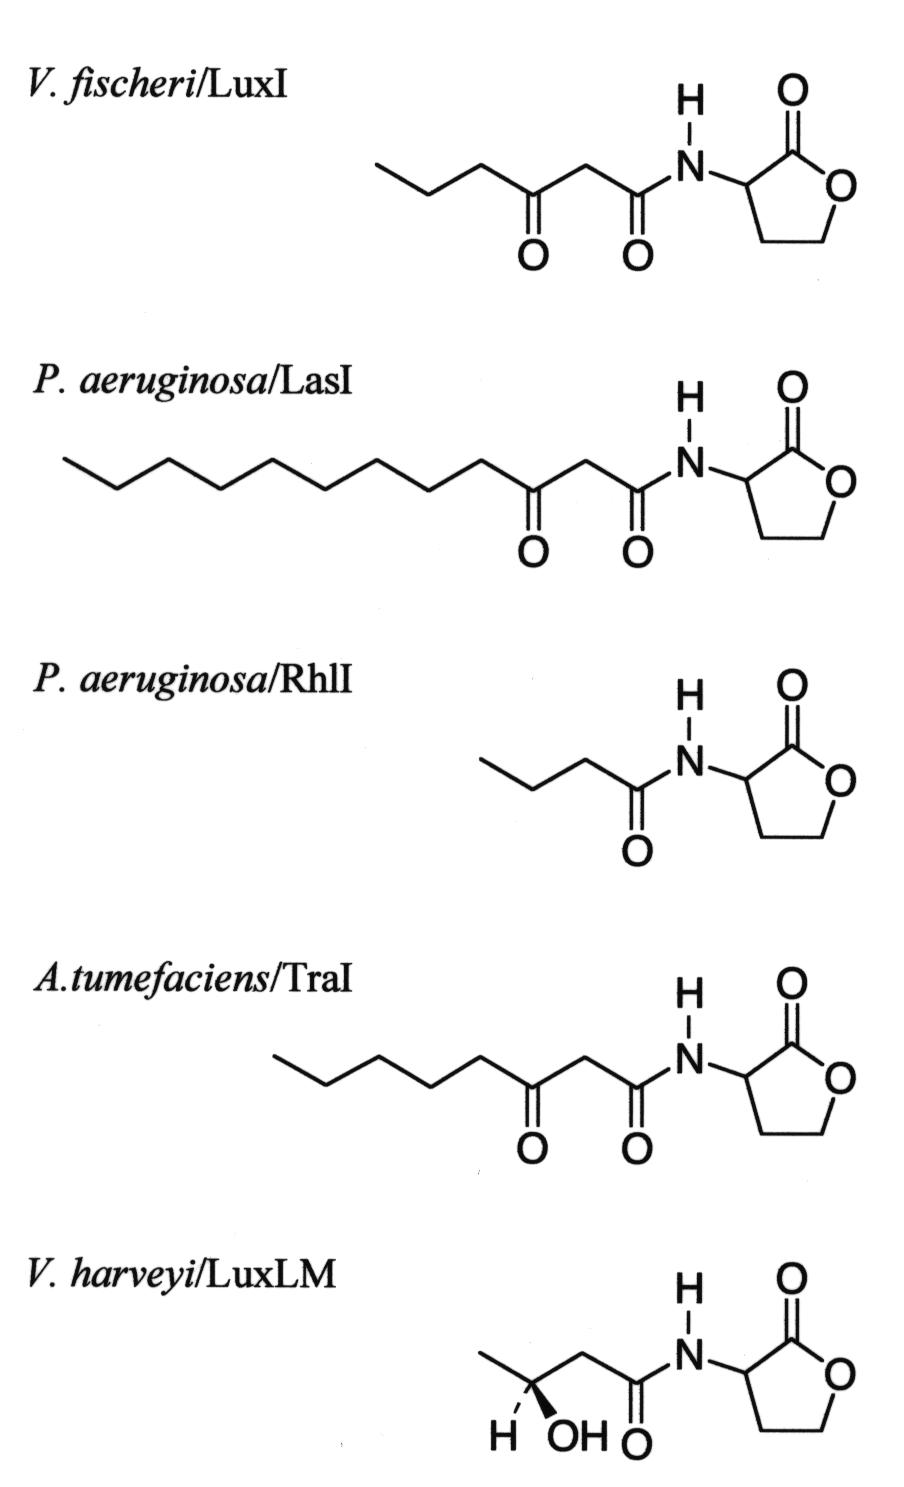 V. fischeri/LuxI
H
O
N
O
O
O
P. aeruginosa/LasI
H
O
N
O
O
O
P. aeruginosa/RhlI
H
O
N
O
O
A.tumefaciens/TraI
H
O
N
O
O
O
V. harveyi/LuxLM
H
O
N
O
H
OH
O